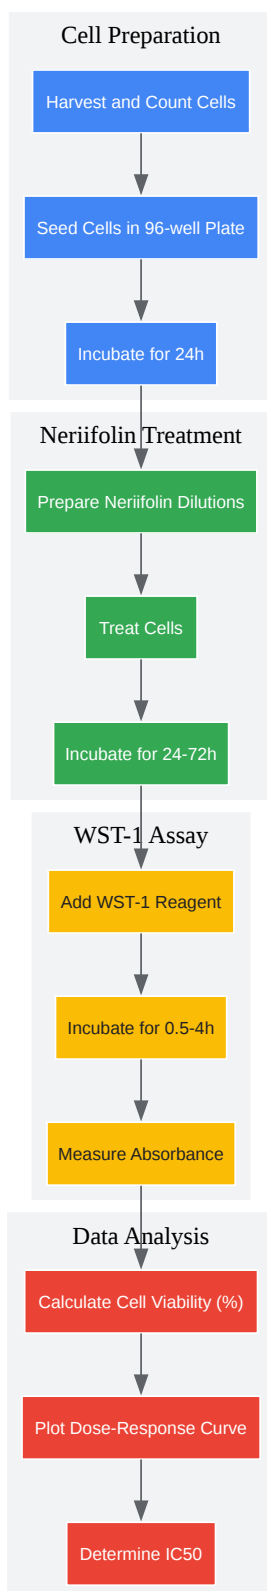 Cell Preparation
Harvest and Count Cells
Seed Cells in 96-well Plate
Incubate for 24h
Neriifolin Treatment
Prepare Neriifolin Dilutions
Treat Cells
Incubate for 24-72h
WST-1 Assay
Add WST-1 Reagent
Incubate for 0.5-4h
Measure Absorbance
Data Analysis
Calculate Cell Viability (%)
Plot Dose-Response Curve
Determine IC50